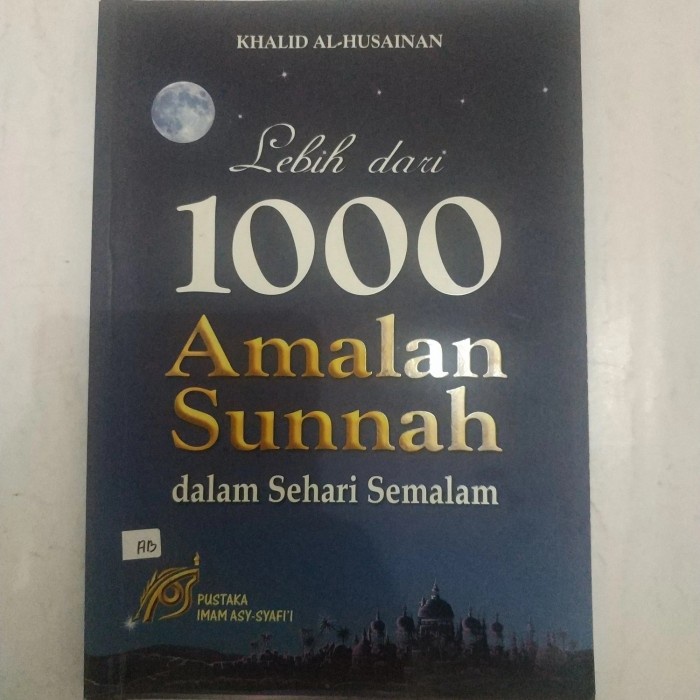 KHALID AL-HUSAINAN
Lebih dari
1000
Amalan
Sunnah
dalam Sehari Semalam
AB
PUSTAKA
IMAM ASY-SYAFI'I